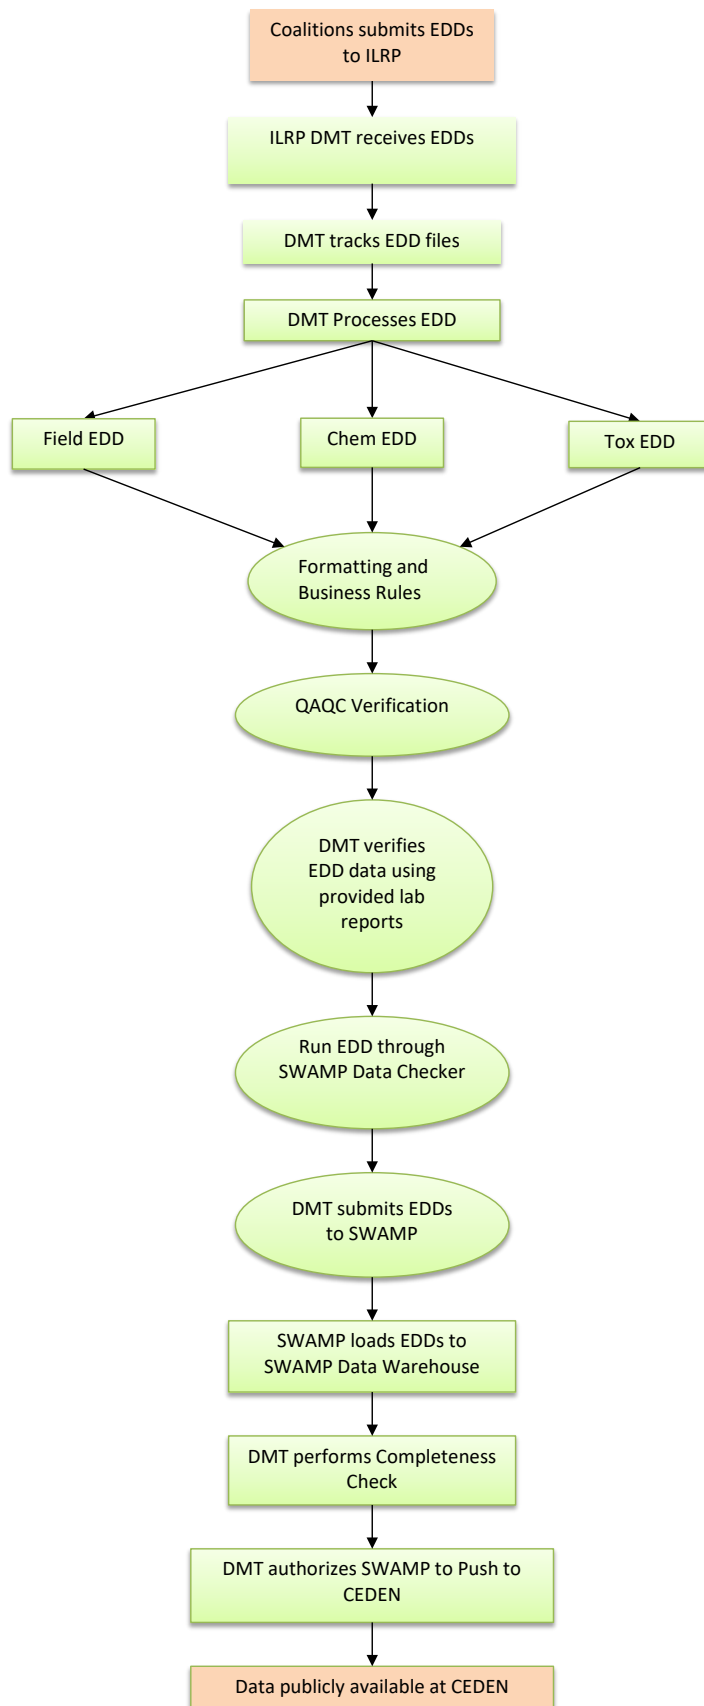 Coalitions submits EDDs
to ILRP
ILRP DMT receives EDDs
DMT tracks EDD files
DMT Processes EDD
Field EDD
Chem EDD
Tox EDD
Formatting and
Business Rules
QAQC Verification
DMT verifies
EDD data using
provided lab
reports
Run EDD through
SWAMP Data Checker
DMT submits EDDs
to SWAMP
SWAMP loads EDDs to
SWAMP Data Warehouse
DMT performs Completeness
Check
DMT authorizes SWAMP to Push to
CEDEN
Data publicly available at CEDEN